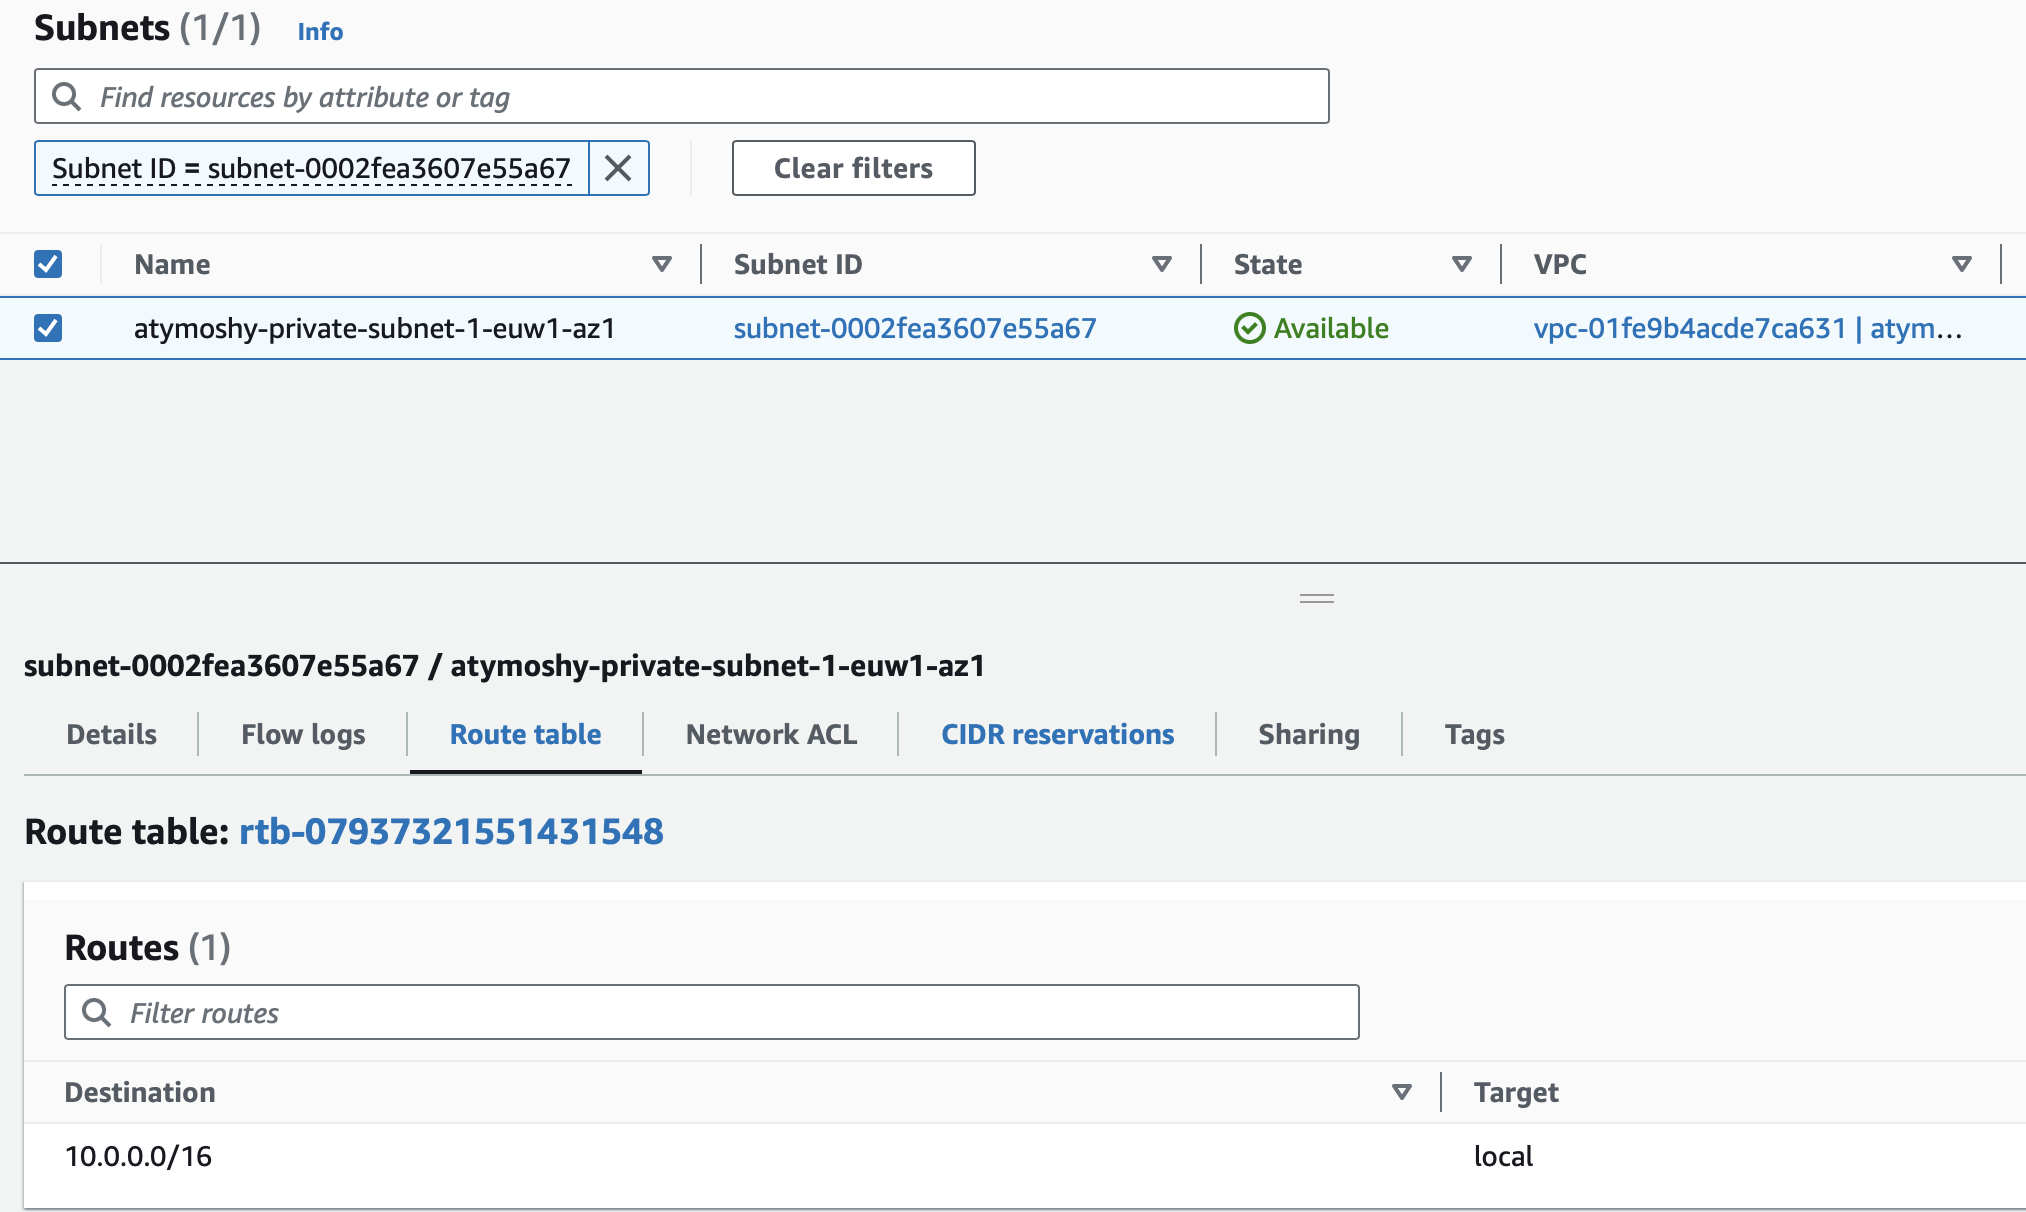 Subnets (1/1) Info
Find resources by attribute or tag
Subnet ID = subnet-0002fea3607e55a67 Clear filters
Name Subnet ID State VPC
atymoshy-private-subnet-1-euw1-az1 subnet-0002fea3607e55a67 Available vpc-01fe9b4acde7ca631 | atym...
subnet-0002fea3607e55a67 / atymoshy-private-subnet-1-euw1-az1
Details Flow logs Route table Network ACL CIDR reservations Sharing Tags
Route table: rtb-07937321551431548
Routes (1)
Filter routes
Destination Target
10.0.0.0/16 local